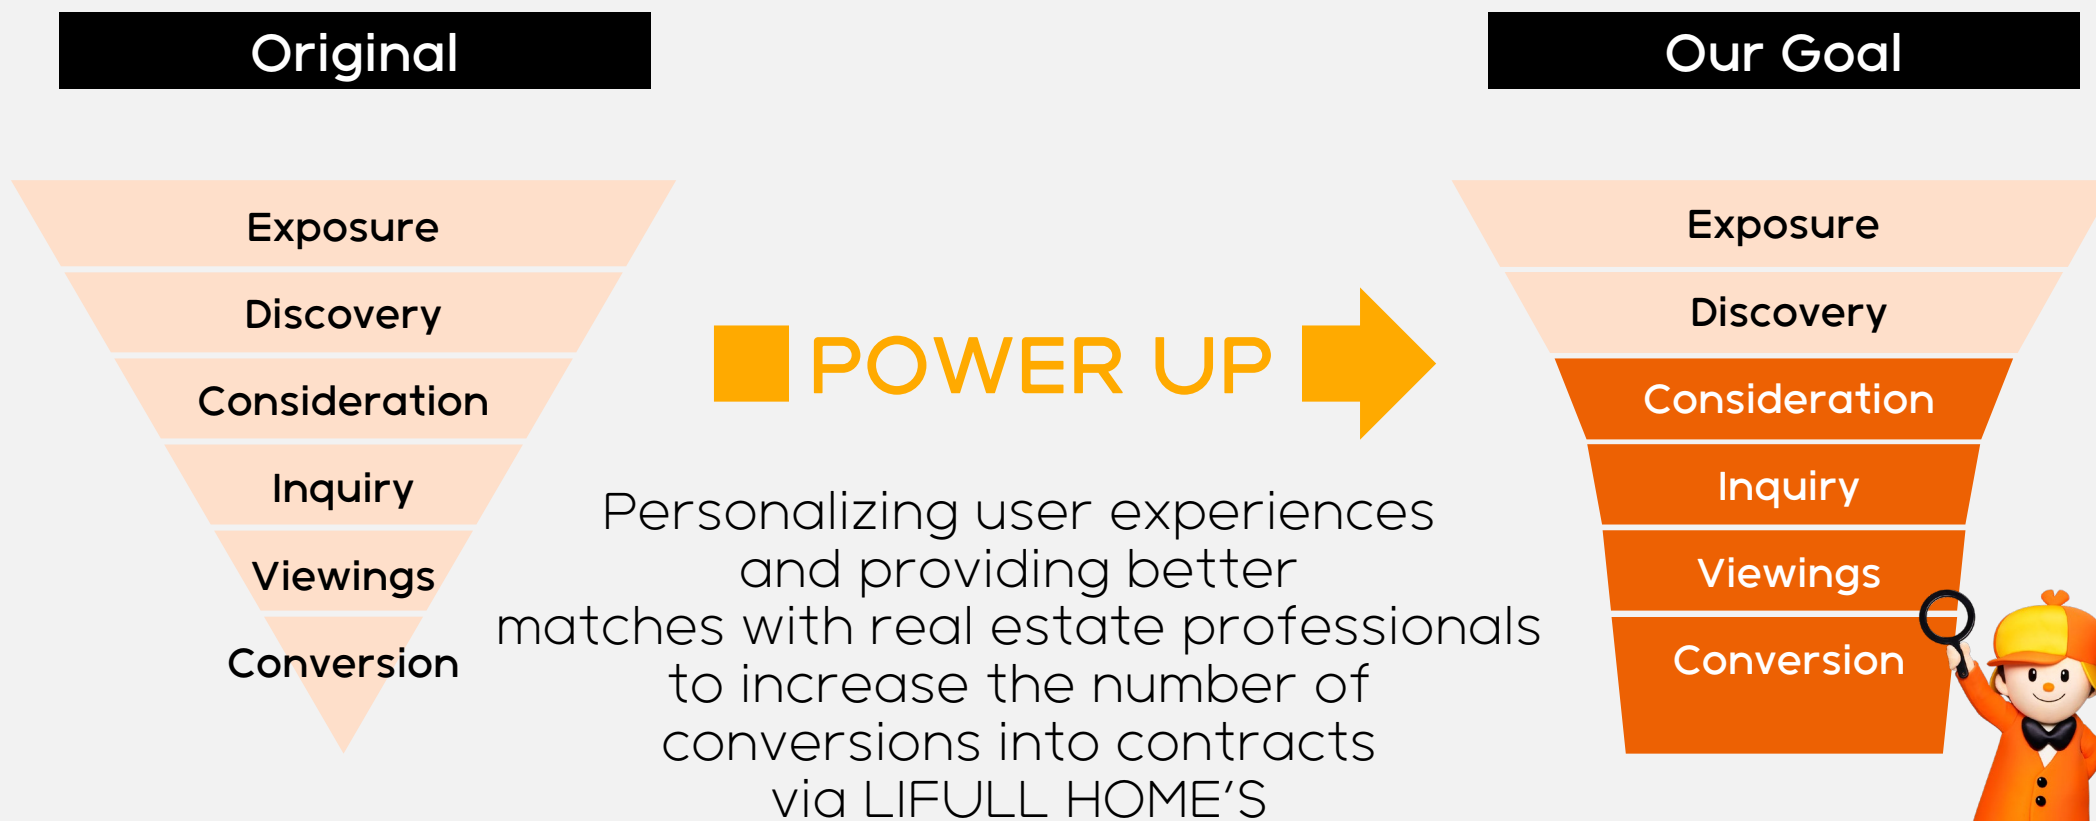 Original
Exposure
Discovery
Consideration
Inquiry
Viewings
Conversion
POWER UP
Personalizing user experiences
and providing better
matches with real estate professionals
to increase the number of
conversions into contracts
via LIFULL HOME'S
Our Goal
Exposure
Discovery
Consideration
Inquiry
Viewings
Conversion